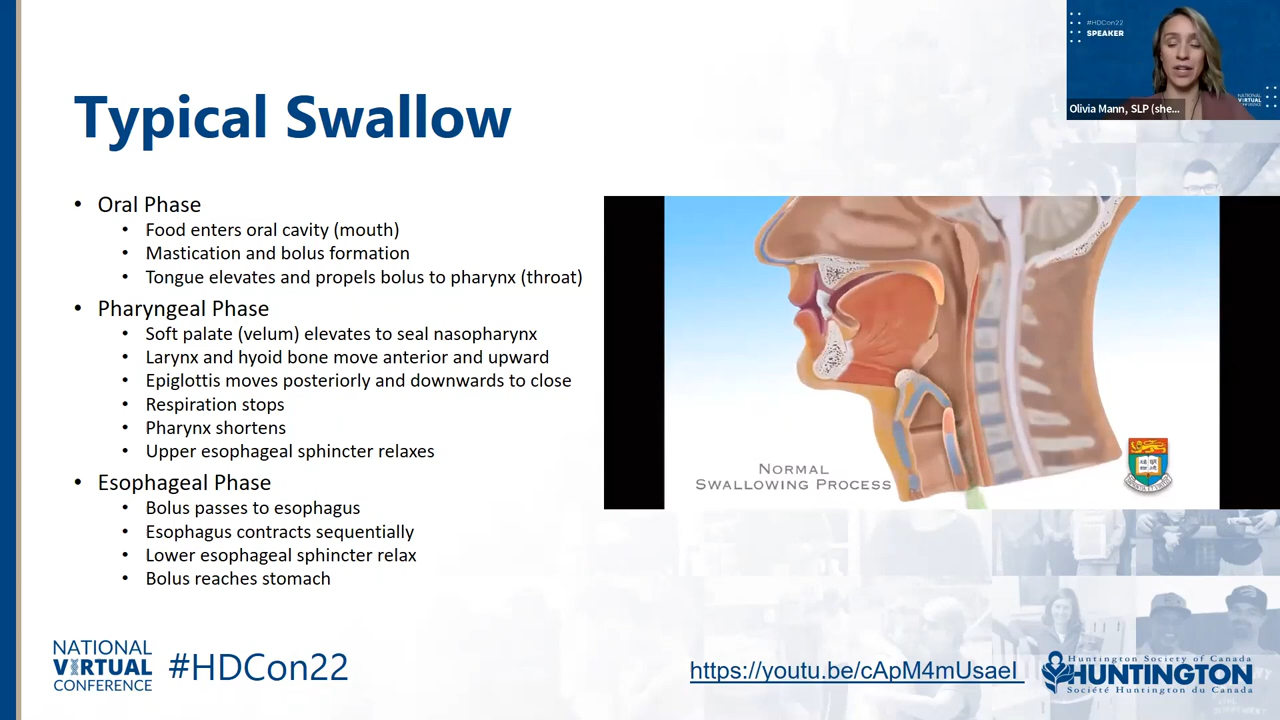 #HDCon22
SPEAKER
NATIONAL
VIRTUAL
CONFERENCE
Olivia Mann, SLP (she...
Typical Swallow
• Oral Phase
• Food enters oral cavity (mouth)
• Mastication and bolus formation
• Tongue elevates and propels bolus to pharynx (throat)
• Pharyngeal Phase
• Soft palate (velum) elevates to seal nasopharynx
• Larynx and hyoid bone move anterior and upward
• Epiglottis moves posteriorly and downwards to close
• Respiration stops
• Pharynx shortens
• Upper esophageal sphincter relaxes
• Esophageal Phase
• Bolus passes to esophagus
• Esophagus contracts sequentially
• Lower esophageal sphincter relax
• Bolus reaches stomach
NORMAL
SWALLOWING PROCESS
NATIONAL
VIRTUAL
CONFERENCE
#HDCon22
https://youtu.be/cApM4mUsaeI
Huntington Society of Canada
HUNTINGTON
Société Huntington du Canada